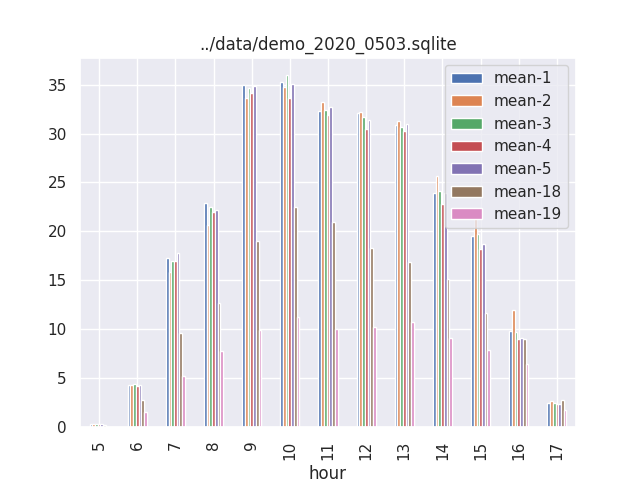 ../data/demo_2020_0503.sqlite
mean-1
mean-2
mean-3
mean-4
mean-5
mean-18
mean-19
35
30
25
20
15
10
5
0
5 6 7 8 9 10 11 12 13 14 15 16 17
hour